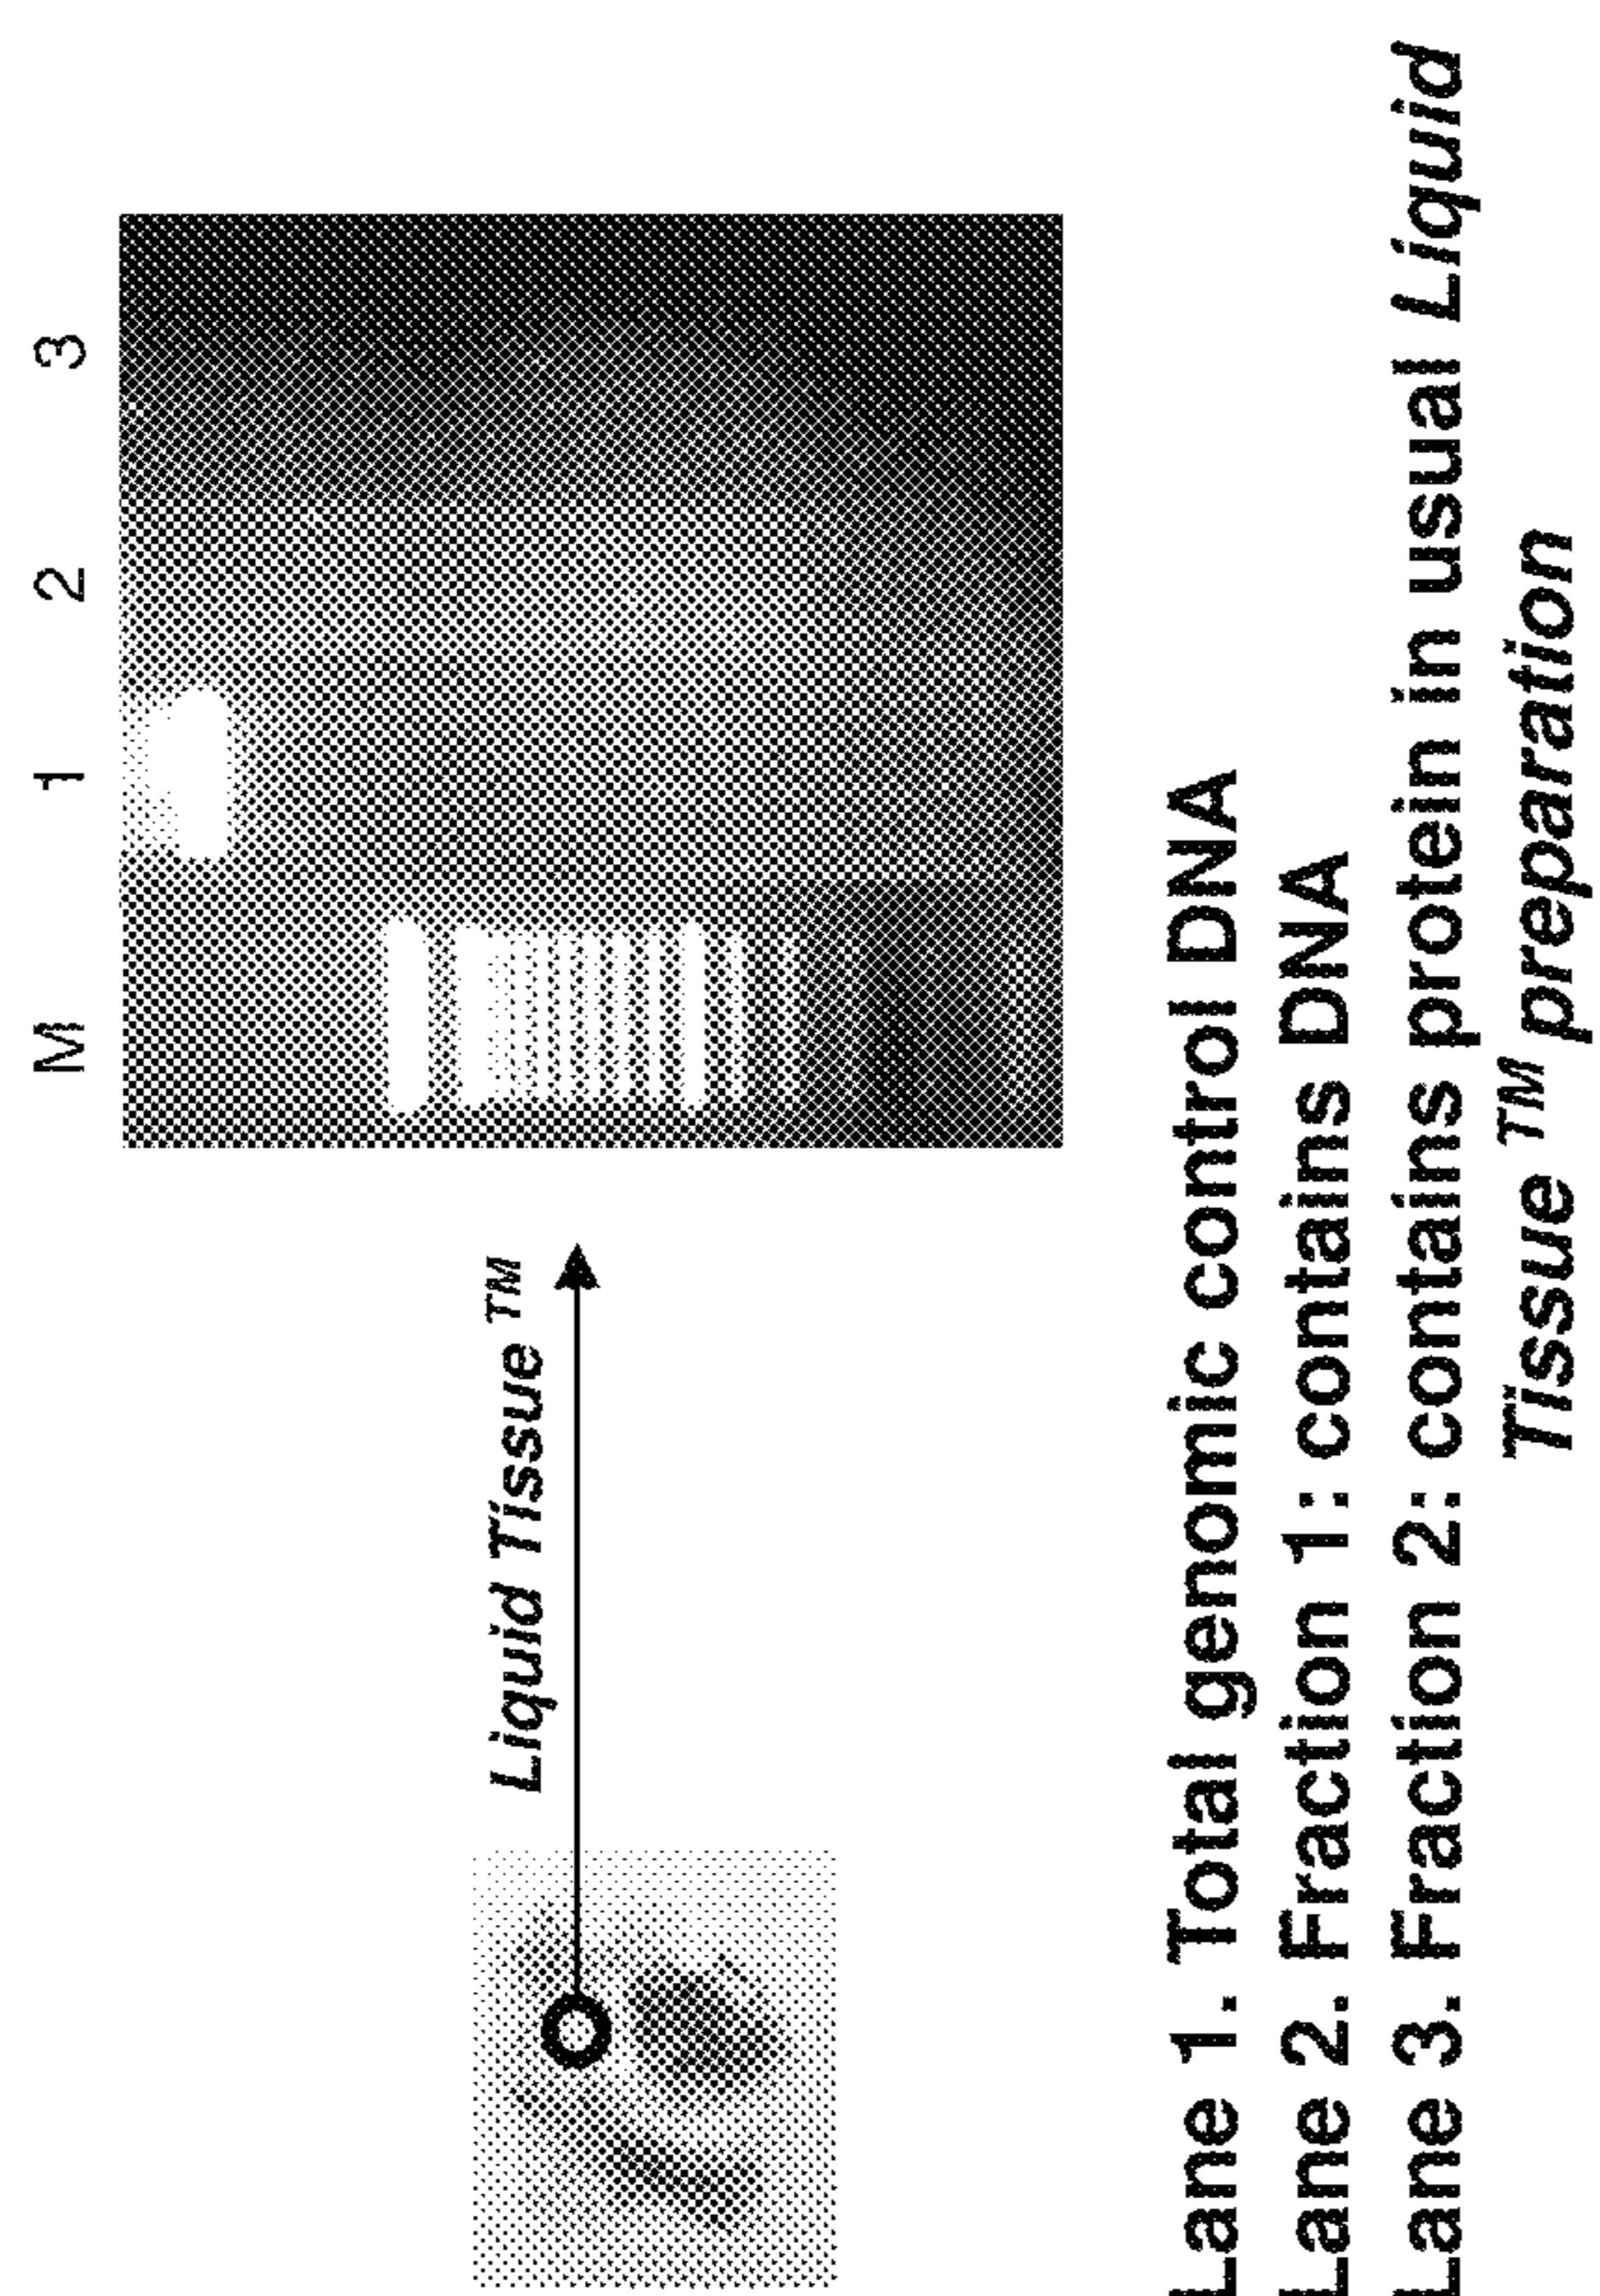 M 1 2 3
Liquid Tissue™
Lane 1. Total genomic control DNA
Lane 2. Fraction 1: contains DNA
Lane 3. Fraction 2: contains protein in usual Liquid
Tissue™ preparation